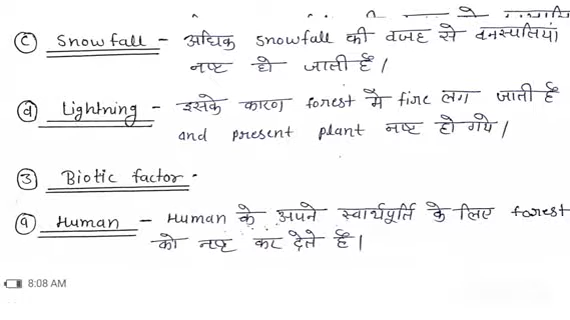 (c) Snowfall - अधिक snowfall की वजह से वनस्पतियां
नष्ट हो जाती है।
(d) Lightning - इसके कारण forest मे fire लग जाती है
and present plant नष्ट हो गये।
(3) Biotic factor -
(a) Human - Human के अपने स्वार्थपूर्ति के लिए forest
को नष्ट कर देते है।
8:08 AM